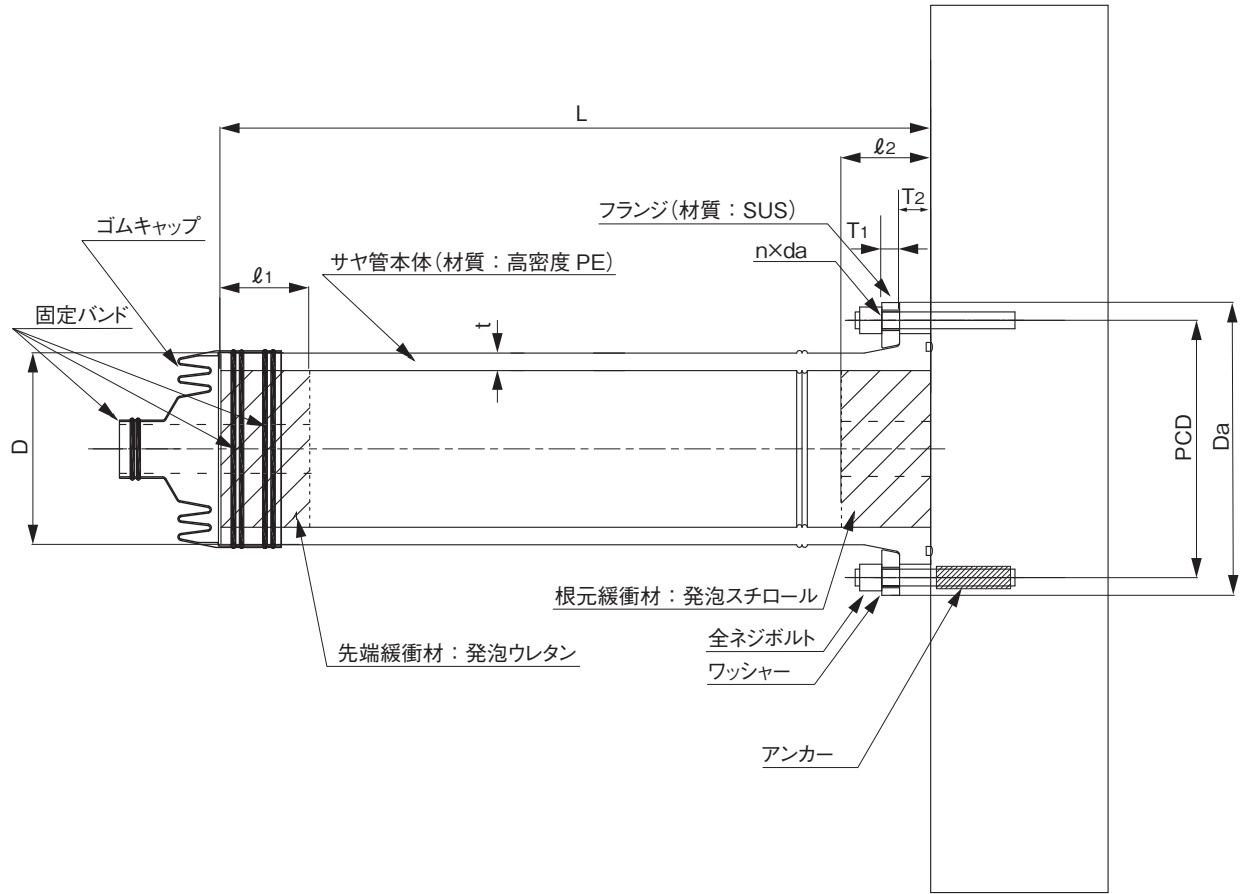 L
ℓ2
T2
フランジ(材質：SUS)
T1
ゴムキャップ
n×da
サヤ管本体(材質：高密度 PE)
ℓ1
固定バンド
t
D
PCD
Da
根元緩衝材：発泡スチロール
全ネジボルト
先端緩衝材：発泡ウレタン
ワッシャー
アンカー